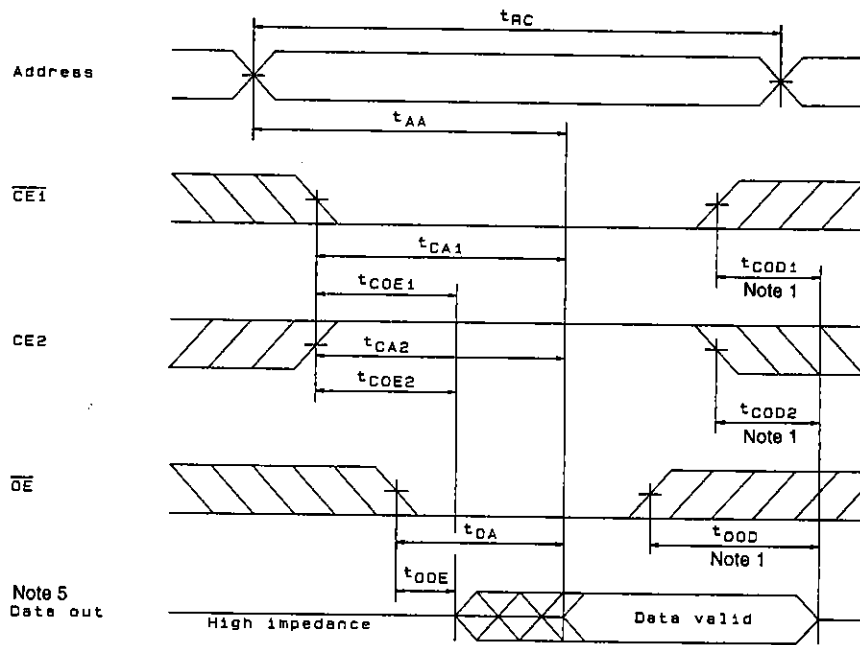 tRC
Address
tAA
CE1
tCA1
tCOE1
tCOD1
Note 1
CE2
tCA2
tCOE2
tCOD2
Note 1
OE
tOA
tOOD
Note 1
tOOE
Note 5
Data out
High impedance
Data valid